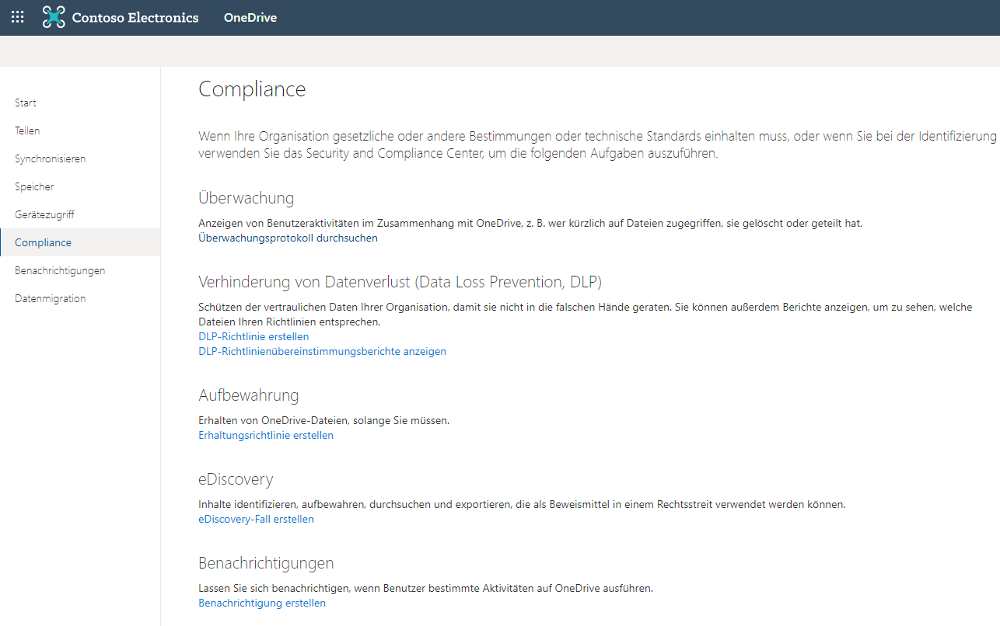 Contoso Electronics OneDrive
Start
Teilen
Synchronisieren
Speicher
Gerätezugriff
Compliance
Benachrichtigungen
Datenmigration
Compliance
Wenn Ihre Organisation gesetzliche oder andere Bestimmungen oder technische Standards einhalten muss, oder wenn Sie bei der Identifizierung
verwenden Sie das Security and Compliance Center, um die folgenden Aufgaben auszuführen.
Überwachung
Anzeigen von Benutzeraktivitäten im Zusammenhang mit OneDrive, z. B. wer kürzlich auf Dateien zugegriffen, sie gelöscht oder geteilt hat.
Überwachungsprotokoll durchsuchen
Verhinderung von Datenverlust (Data Loss Prevention, DLP)
Schützen der vertraulichen Daten Ihrer Organisation, damit sie nicht in die falschen Hände geraten. Sie können außerdem Berichte anzeigen, um zu sehen, welche
Dateien Ihren Richtlinien entsprechen.
DLP-Richtlinie erstellen
DLP-Richtlinienübereinstimmungsberichte anzeigen
Aufbewahrung
Erhalten von OneDrive-Dateien, solange Sie müssen.
Erhaltungsrichtlinie erstellen
eDiscovery
Inhalte identifizieren, aufbewahren, durchsuchen und exportieren, die als Beweismittel in einem Rechtsstreit verwendet werden können.
eDiscovery-Fall erstellen
Benachrichtigungen
Lassen Sie sich benachrichtigen, wenn Benutzer bestimmte Aktivitäten auf OneDrive ausführen.
Benachrichtigung erstellen